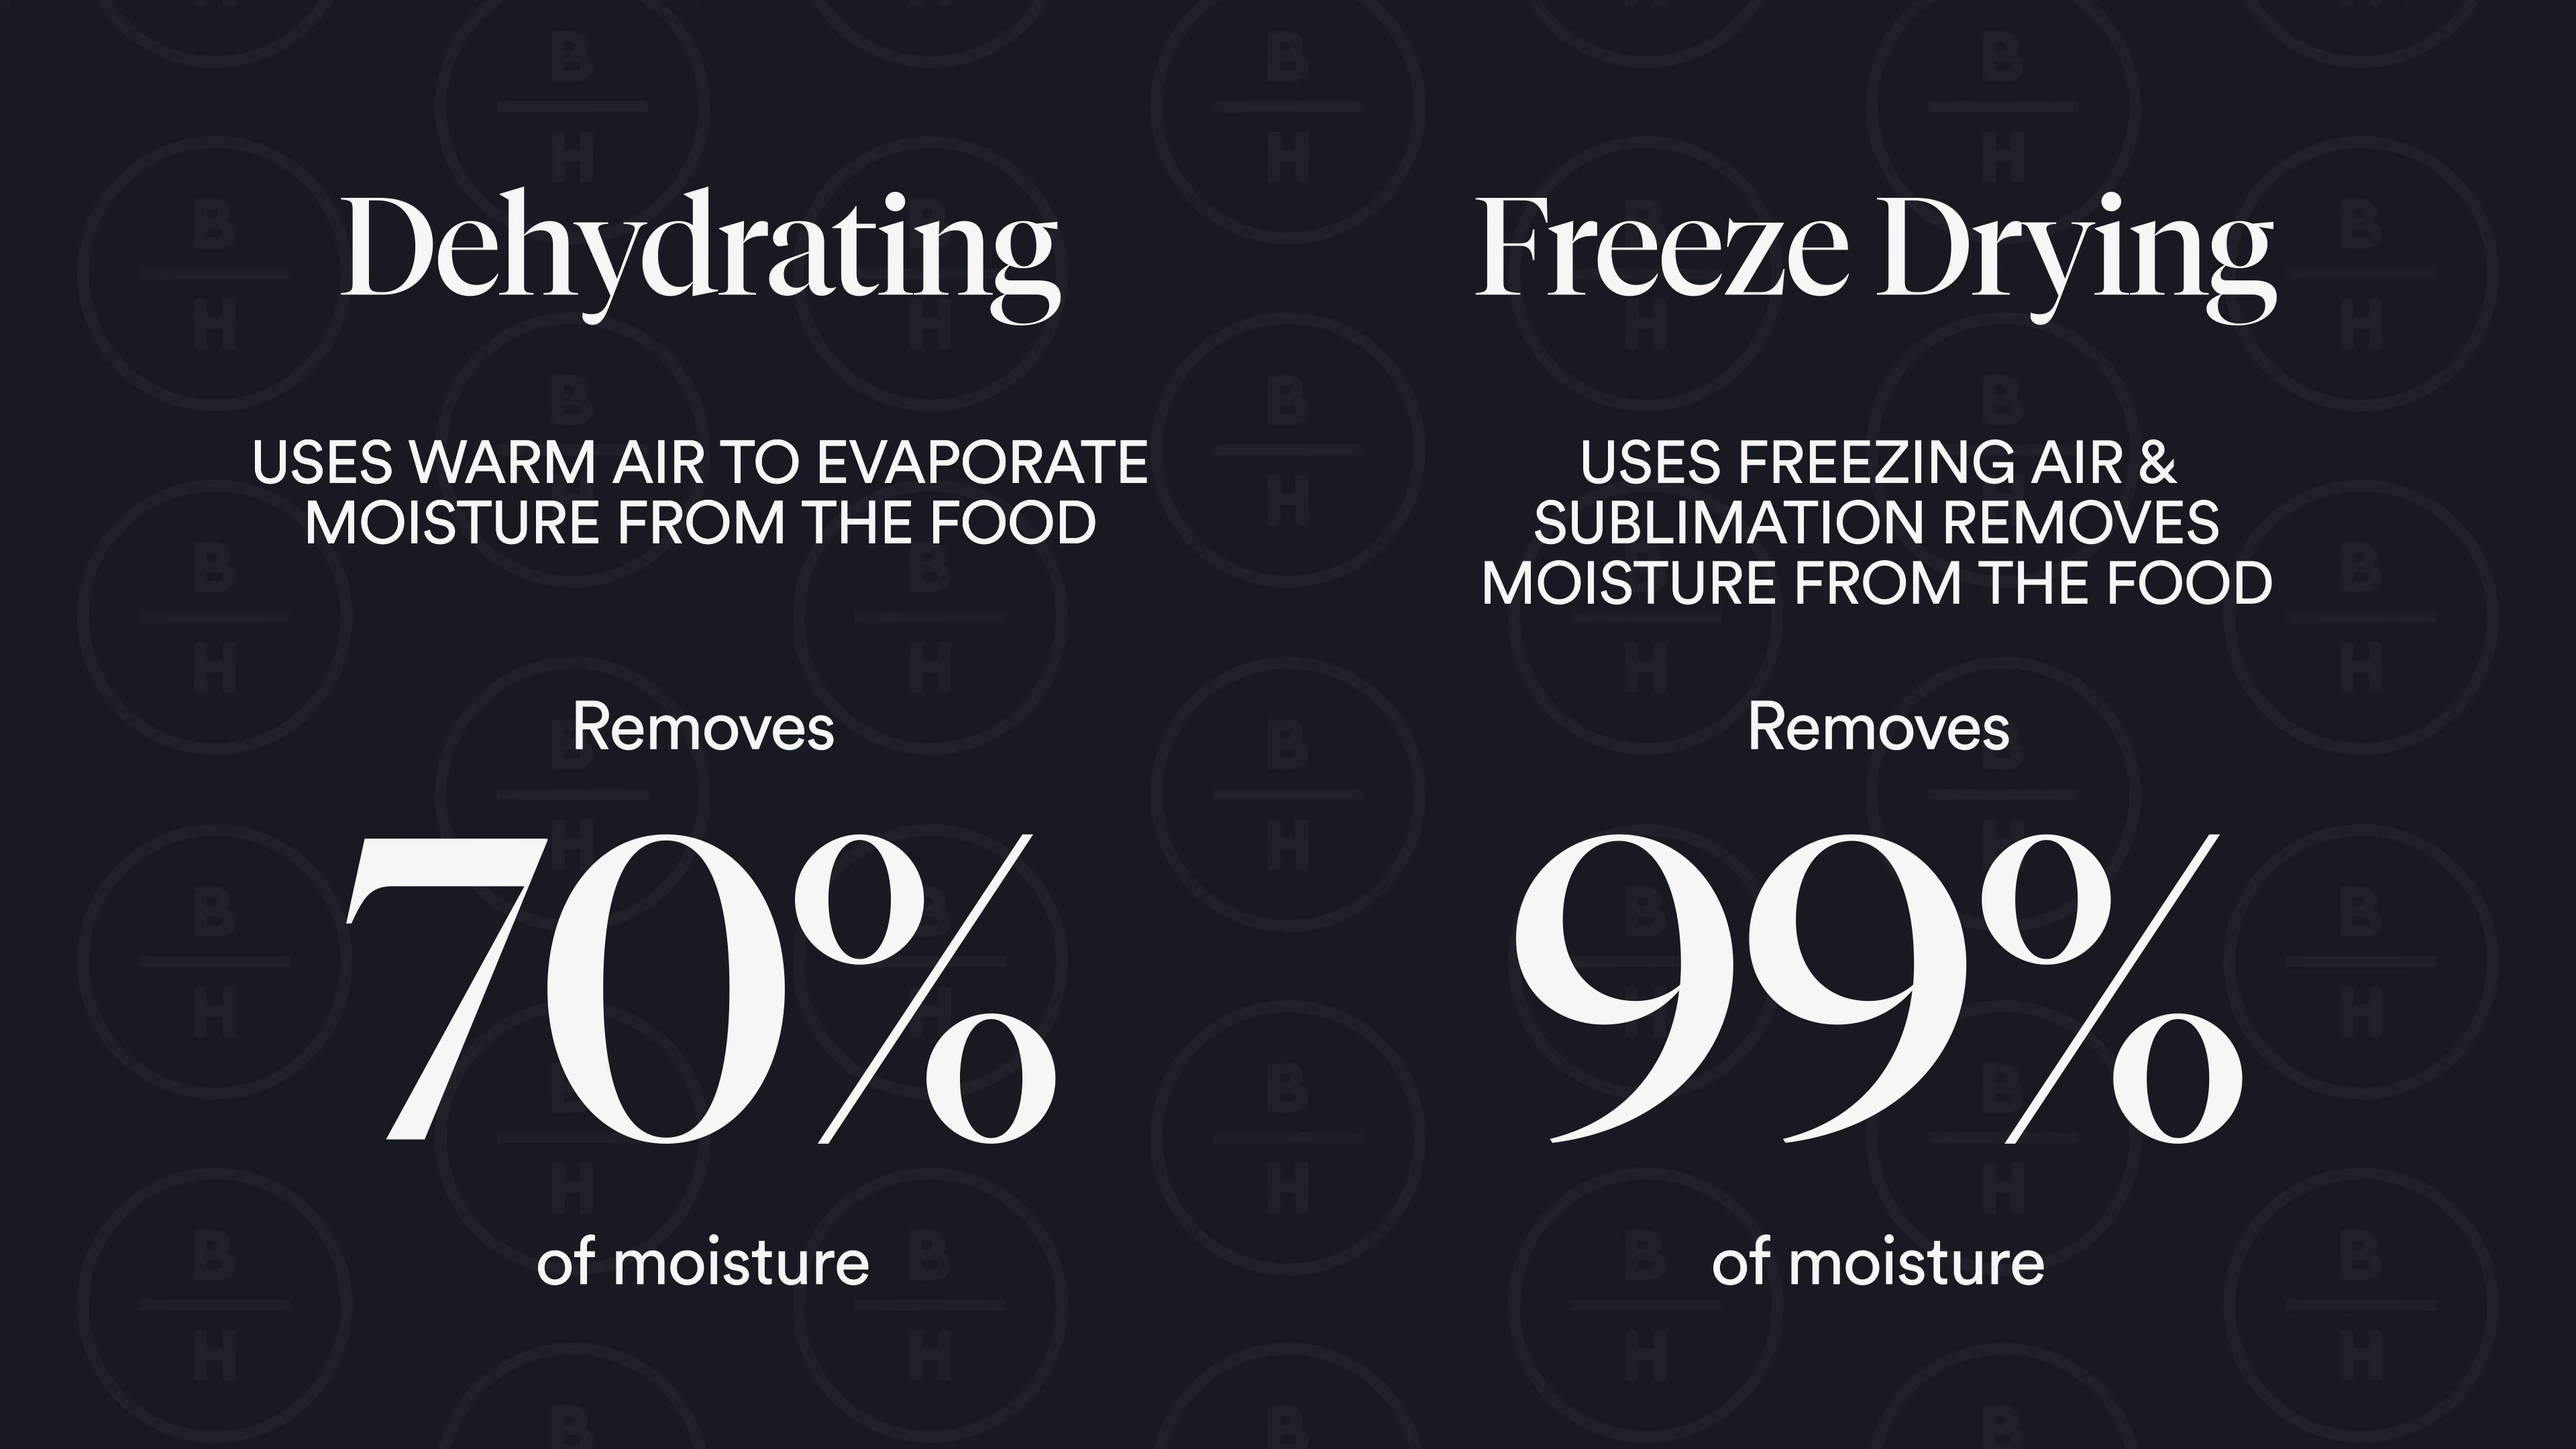 Dehydrating
USES WARM AIR TO EVAPORATE
MOISTURE FROM THE FOOD
Removes
70%
of moisture
Freeze Drying
USES FREEZING AIR &
SUBLIMATION REMOVES
MOISTURE FROM THE FOOD
Removes
99%
of moisture